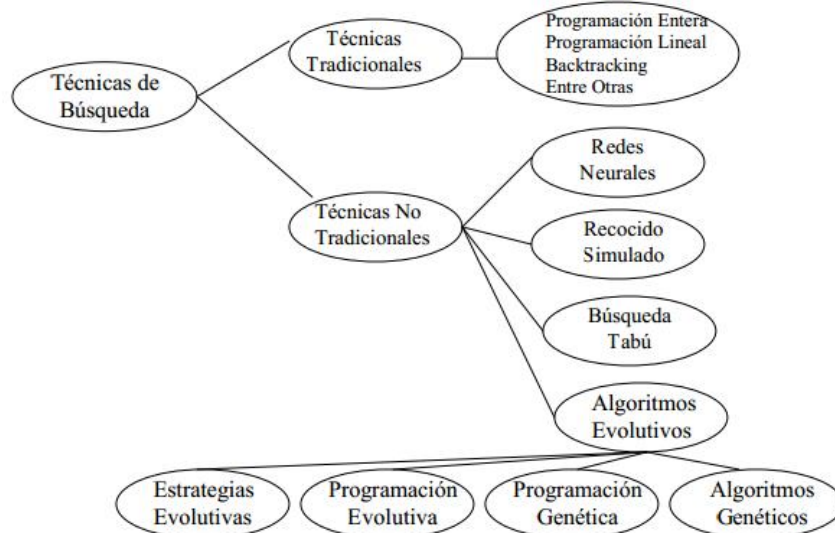 Técnicas de
Búsqueda
Técnicas
Tradicionales
Programación Entera
Programación Lineal
Backtracking
Entre Otras
Técnicas No
Tradicionales
Redes
Neurales
Recocido
Simulado
Búsqueda
Tabú
Algoritmos
Evolutivos
Estrategias
Evolutivas
Programación
Evolutiva
Programación
Genética
Algoritmos
Genéticos